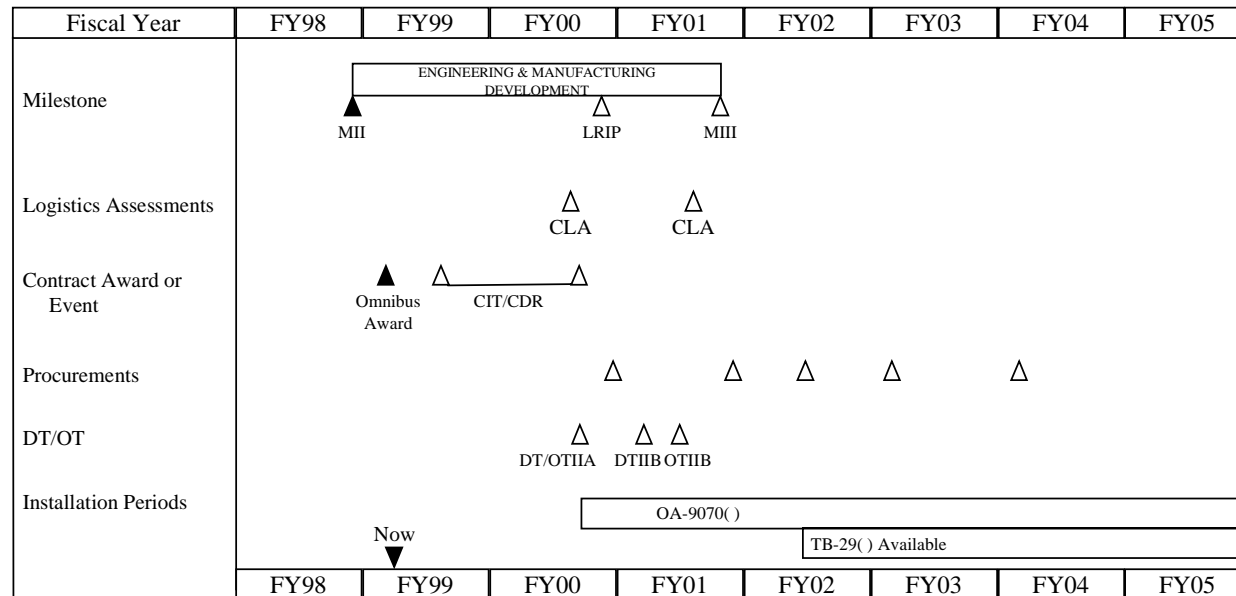 Fiscal Year FY98 FY99 FY00 FY01 FY02 FY03 FY04 FY05
ENGINEERING & MANUFACTURING
DEVELOPMENT
Milestone
MII LRIP MIII
Logistics Assessments
CLA CLA
Contract Award or
Event
Omnibus
Award
CIT/CDR
Procurements
DT/OT
DT/OTIIA DTIIB OTIIB
Installation Periods
OA-9070( )
Now
TB-29( ) Available
FY98 FY99 FY00 FY01 FY02 FY03 FY04 FY05